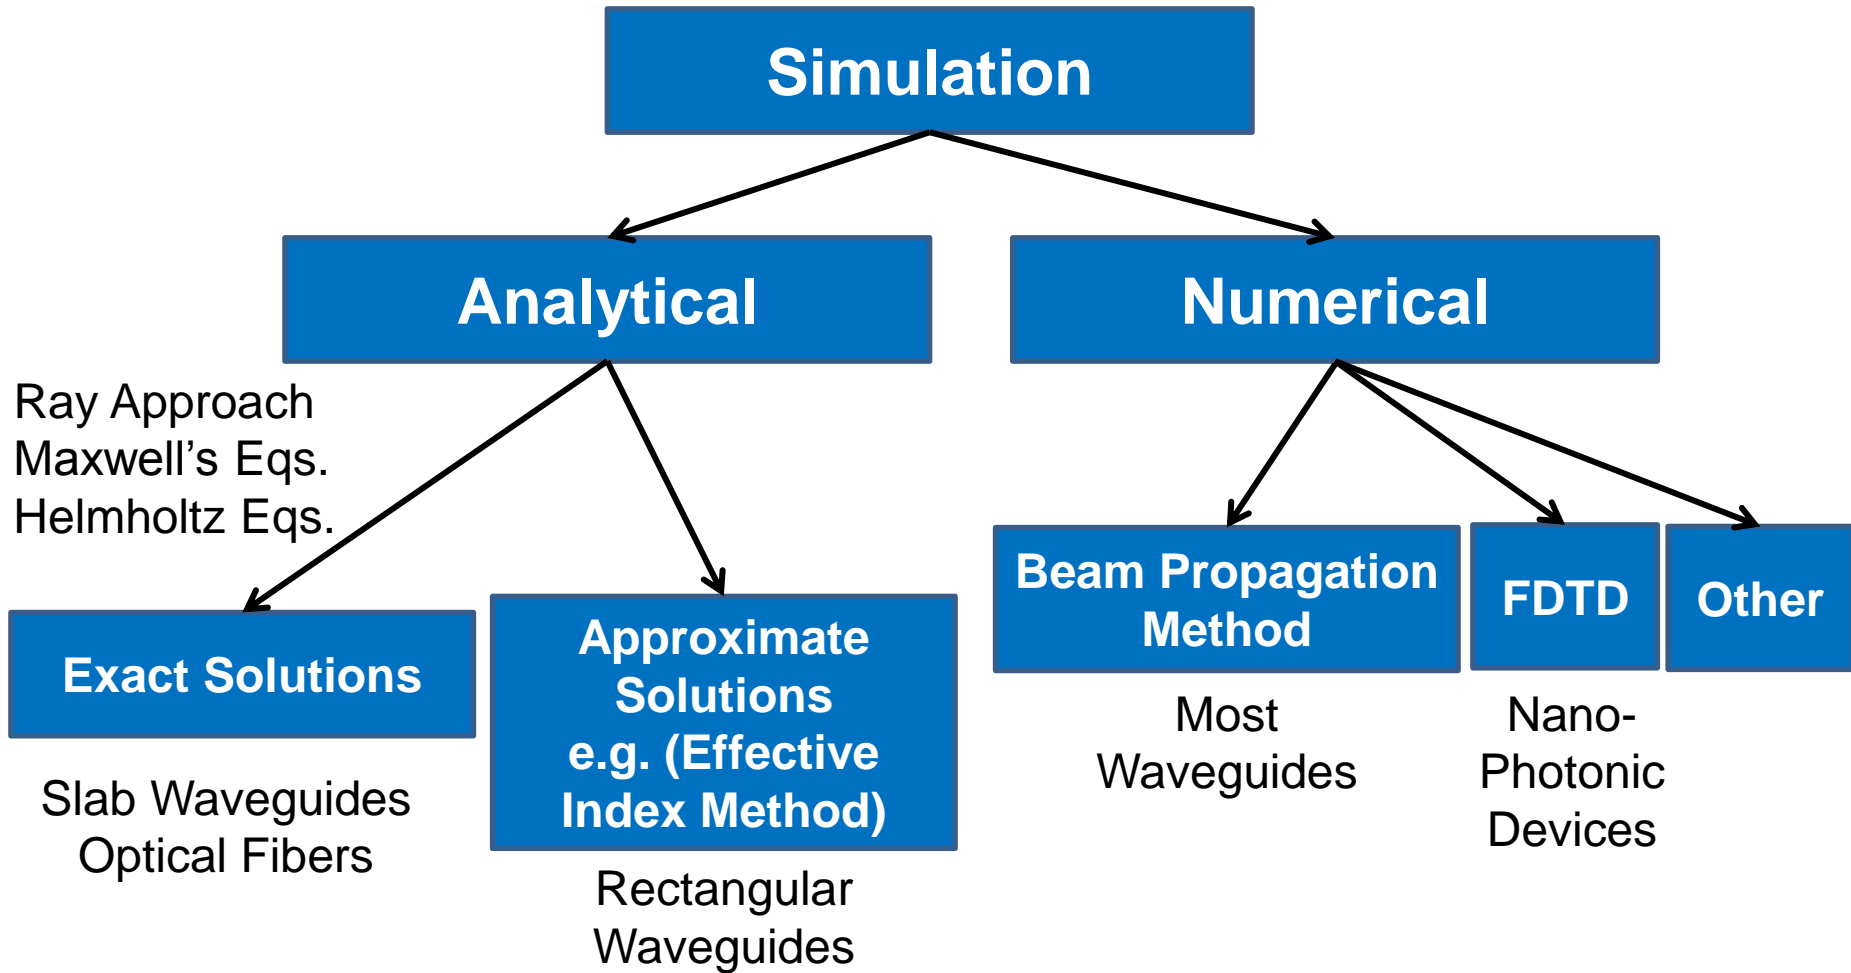 Simulation
Analytical
Numerical
Ray Approach
Maxwell’s Eqs.
Helmholtz Eqs.
Exact Solutions
Slab Waveguides
Optical Fibers
Approximate
Solutions
e.g. (Effective
Index Method)
Rectangular
Waveguides
Beam Propagation
Method
Most
Waveguides
FDTD
Nano-
Photonic
Devices
Other